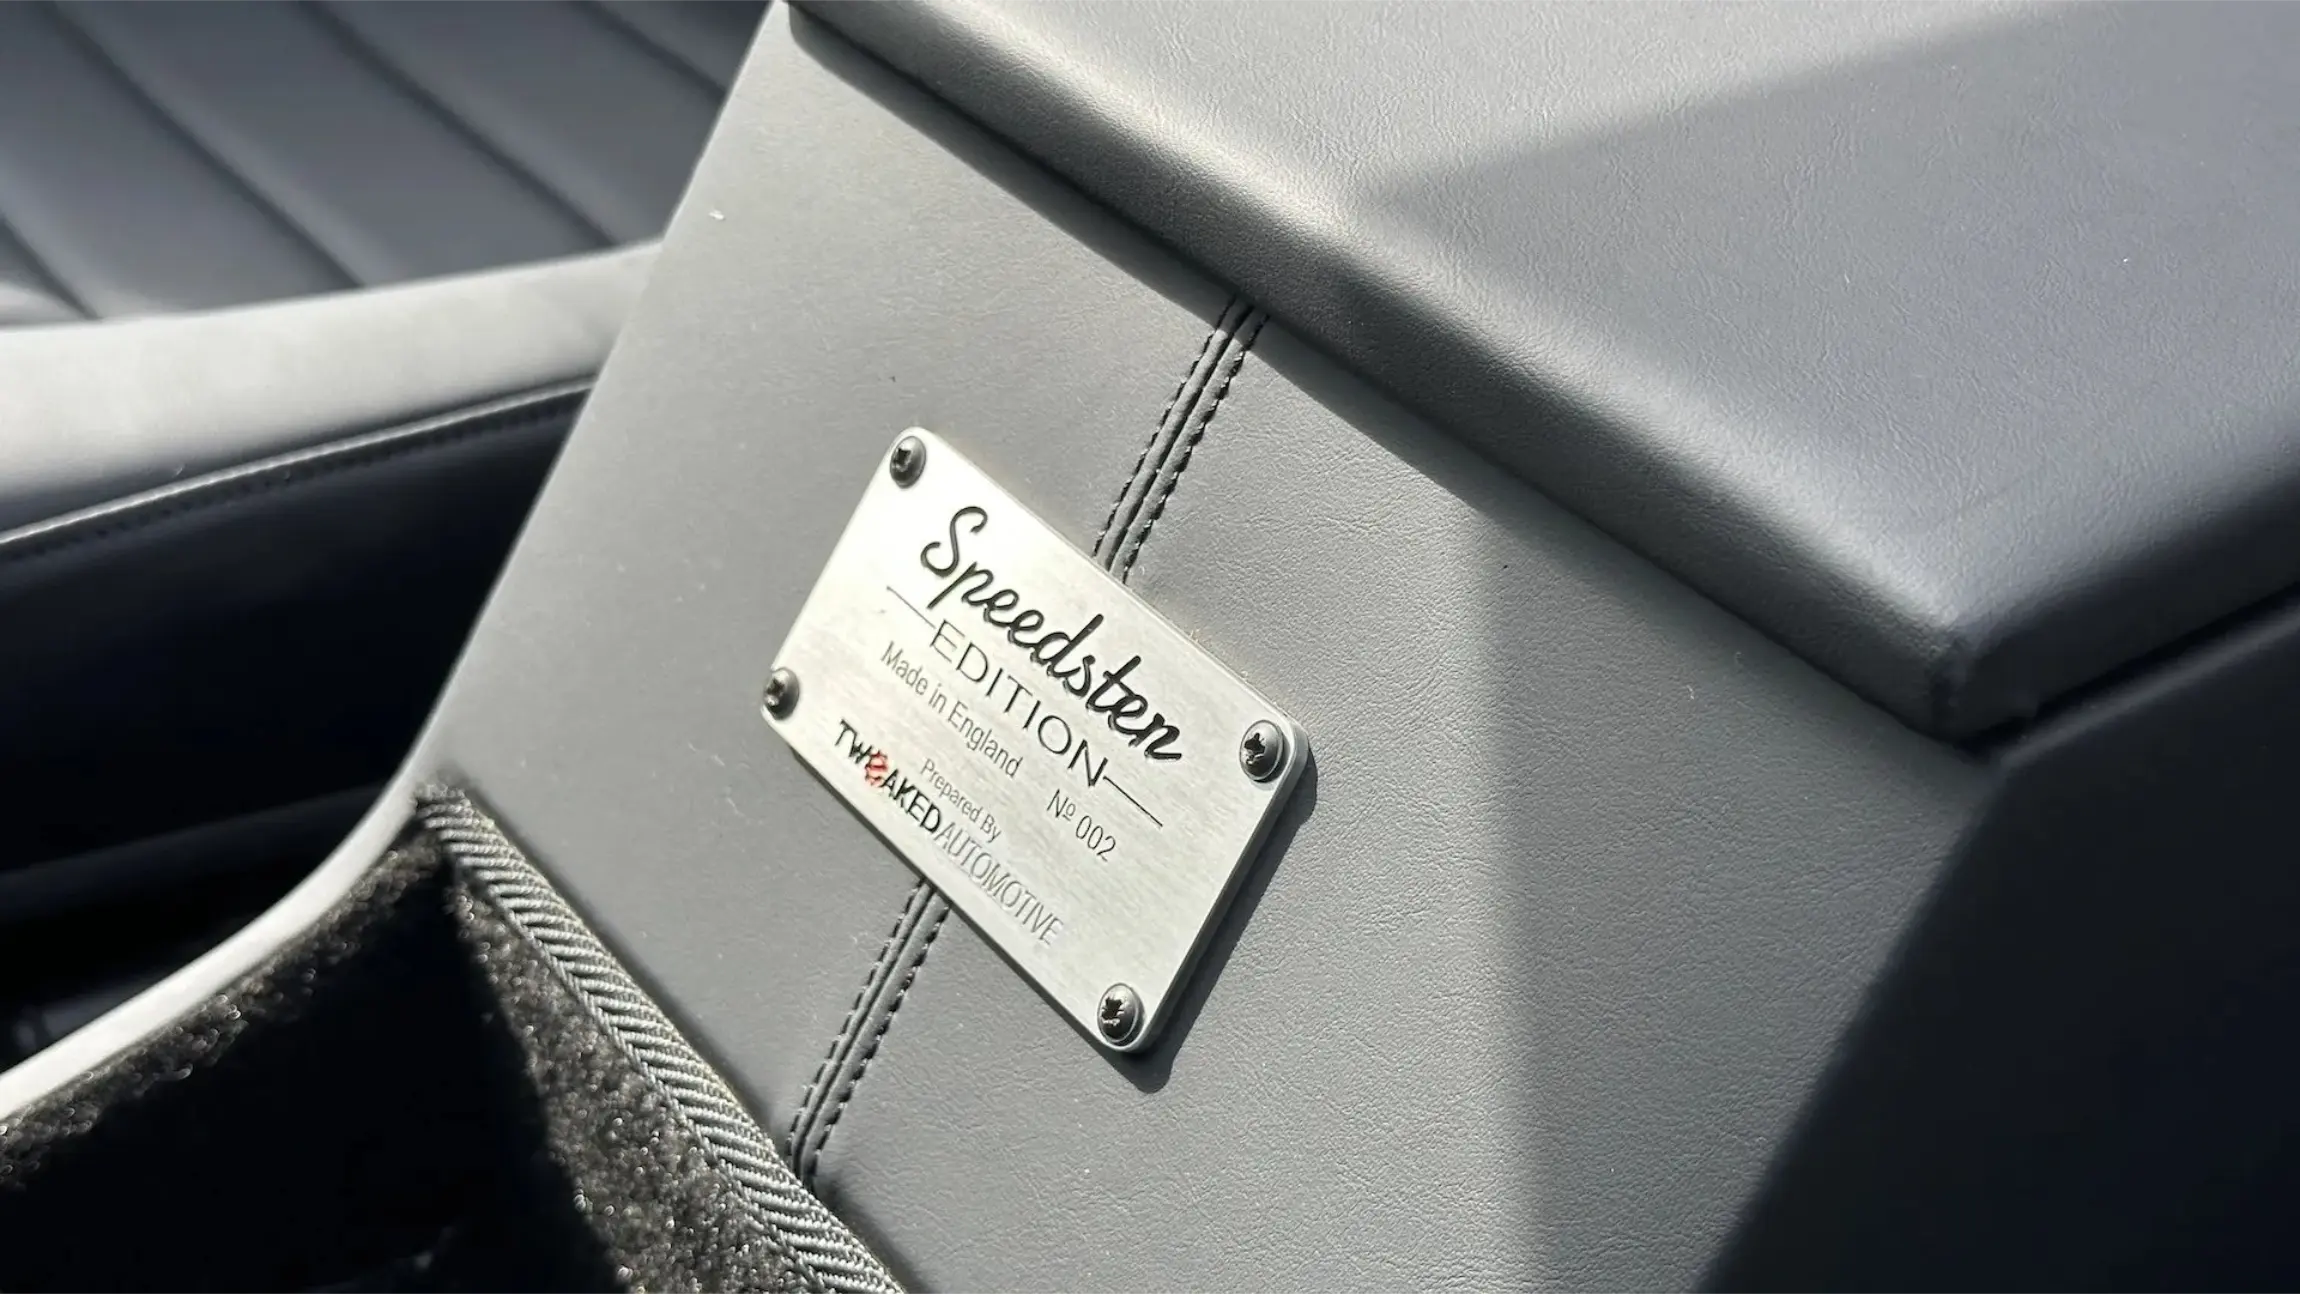 Speedster
EDITION
Made in England Nº 002
Prepared By
TWEAKED AUTOMOTIVE